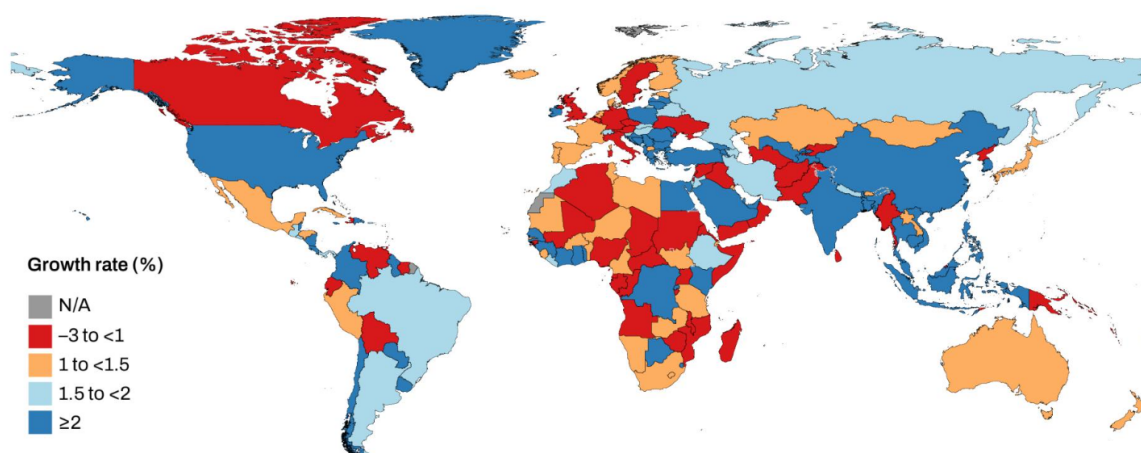 Growth rate (%)
N/A
−3 to <1
1 to <1.5
1.5 to <2
≥2